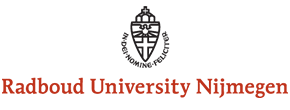 IN·DEI·NOMINE·FELICITER
Radboud University Nijmegen